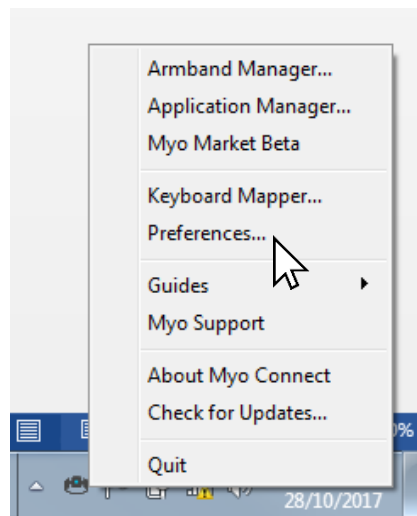 Armband Manager...
Application Manager...
Myo Market Beta
Keyboard Mapper...
Preferences...
Guides
Myo Support
About Myo Connect
Check for Updates...
Quit
%
28/10/2017